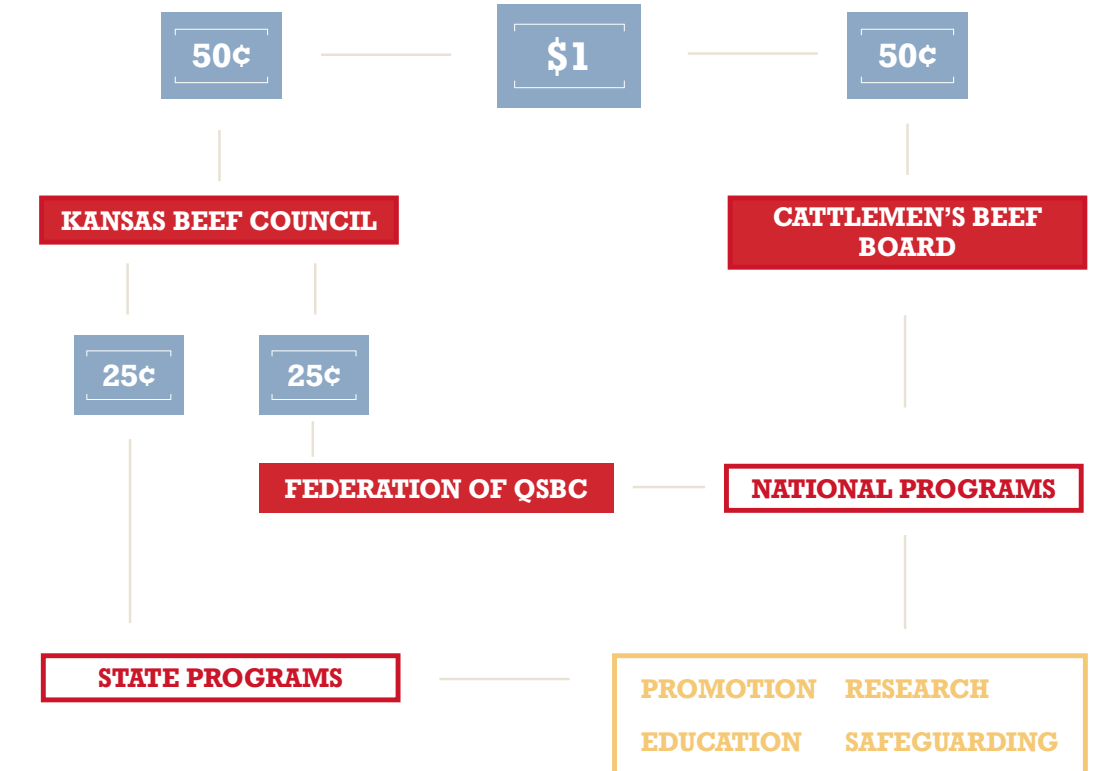 50¢
$1
50¢
KANSAS BEEF COUNCIL
CATTLEMEN'S BEEF
BOARD
25¢
25¢
FEDERATION OF QSBC
NATIONAL PROGRAMS
STATE PROGRAMS
PROMOTION RESEARCH
EDUCATION SAFEGUARDING